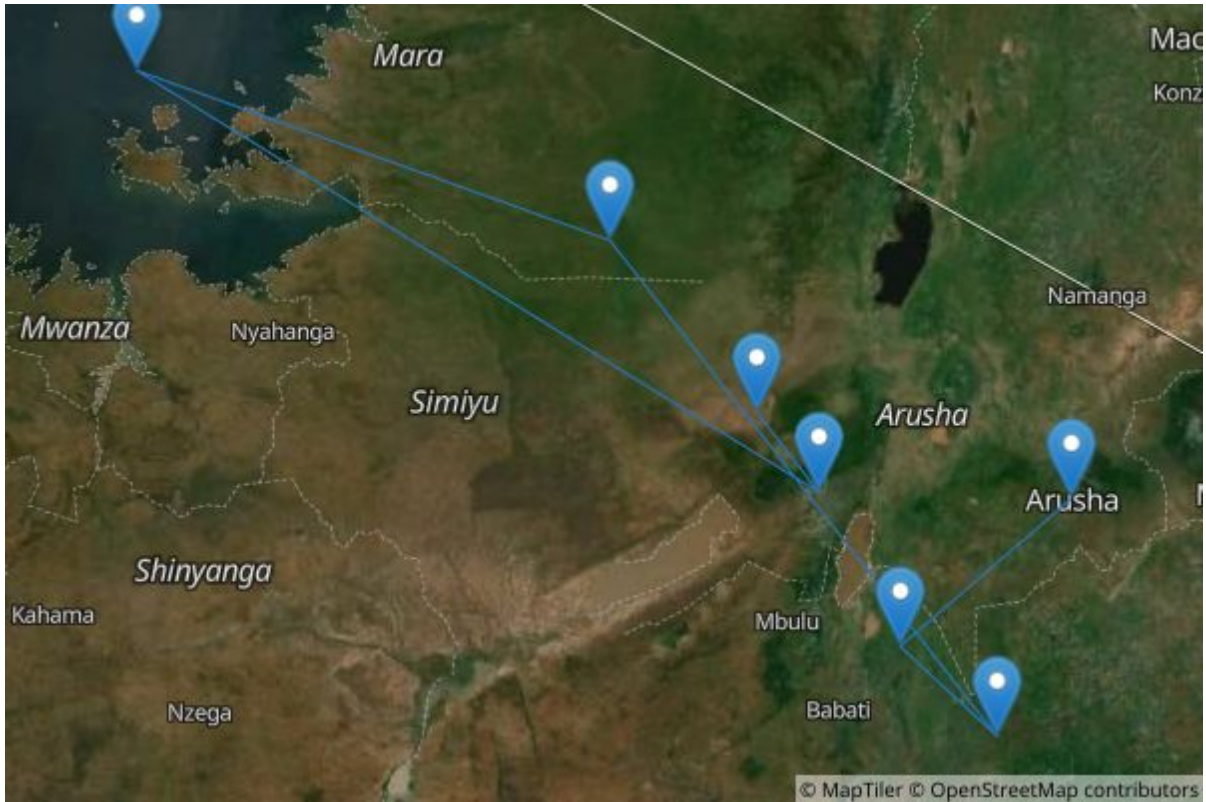 Mac
Mara
Konz
Namanga
Mwanza
Nyahanga
Simiyu
Arusha
Arusha
Shinyanga
Kahama
Mbulu
Nzega
Babati
© MapTiler © OpenStreetMap contributors